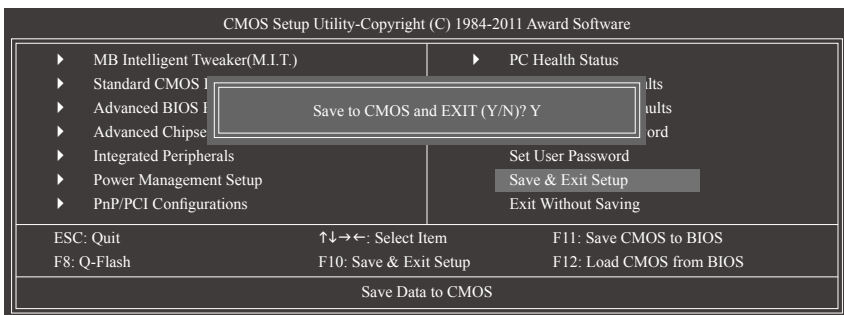 CMOS Setup Utility-Copyright (C) 1984-2011 Award Software
MB Intelligent Tweaker(M.I.T.)
Standard CMOS
Advanced BIOS
Advanced Chipse
Integrated Peripherals
Power Management Setup
PnP/PCI Configurations
PC Health Status
Save to CMOS and EXIT (Y/N)? Y
Set User Password
Save & Exit Setup
Exit Without Saving
ESC: Quit
↑↓→←: Select Item
F11: Save CMOS to BIOS
F8: Q-Flash
F10: Save & Exit Setup
F12: Load CMOS from BIOS
Save Data to CMOS